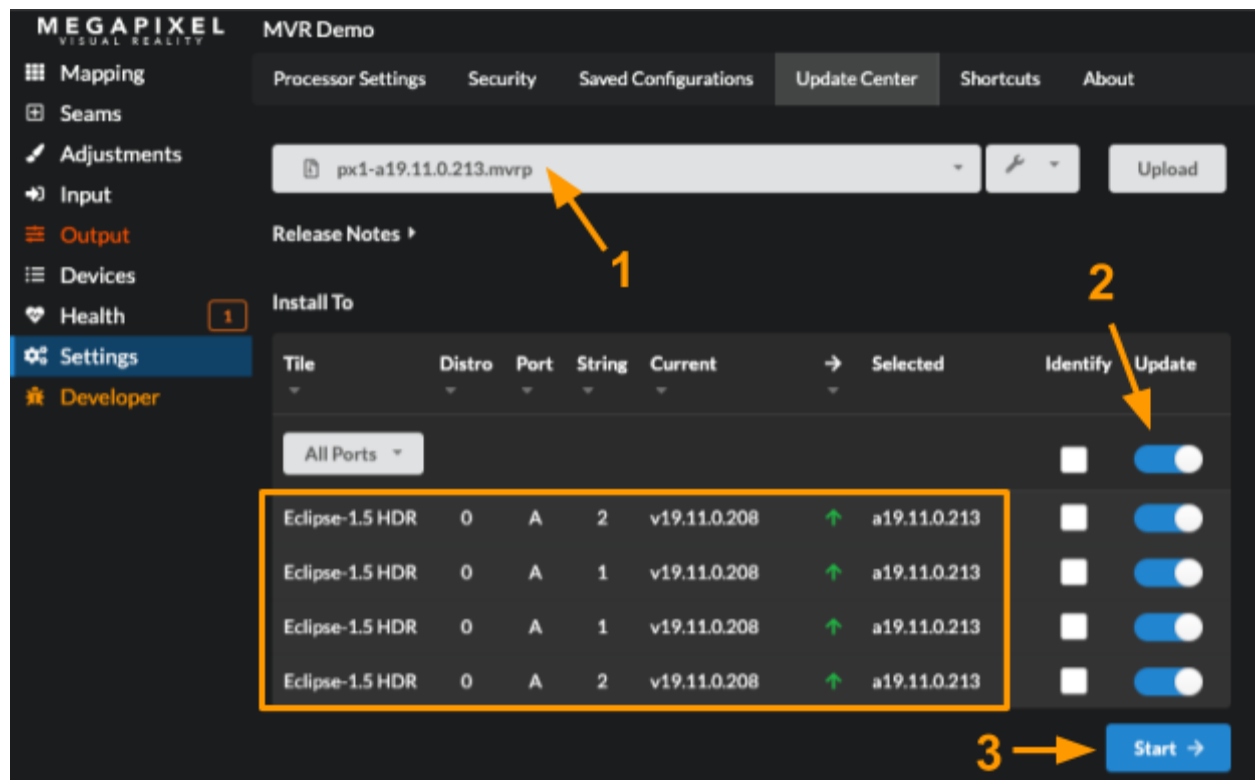 MEGAPIXEL
VISUAL REALITY
MVR Demo
Mapping
Seams
Adjustments
Input
Output
Devices
Health 1
Settings
Developer
Processor Settings Security Saved Configurations Update Center Shortcuts About
px1-a19.11.0.213.mvrp Upload
1
Release Notes
2
Install To
Tile Distro Port String Current → Selected Identify Update
All Ports
Eclipse-1.5 HDR 0 A 2 v19.11.0.208 ↑ a19.11.0.213
Eclipse-1.5 HDR 0 A 1 v19.11.0.208 ↑ a19.11.0.213
Eclipse-1.5 HDR 0 A 1 v19.11.0.208 ↑ a19.11.0.213
Eclipse-1.5 HDR 0 A 2 v19.11.0.208 ↑ a19.11.0.213
3 Start →